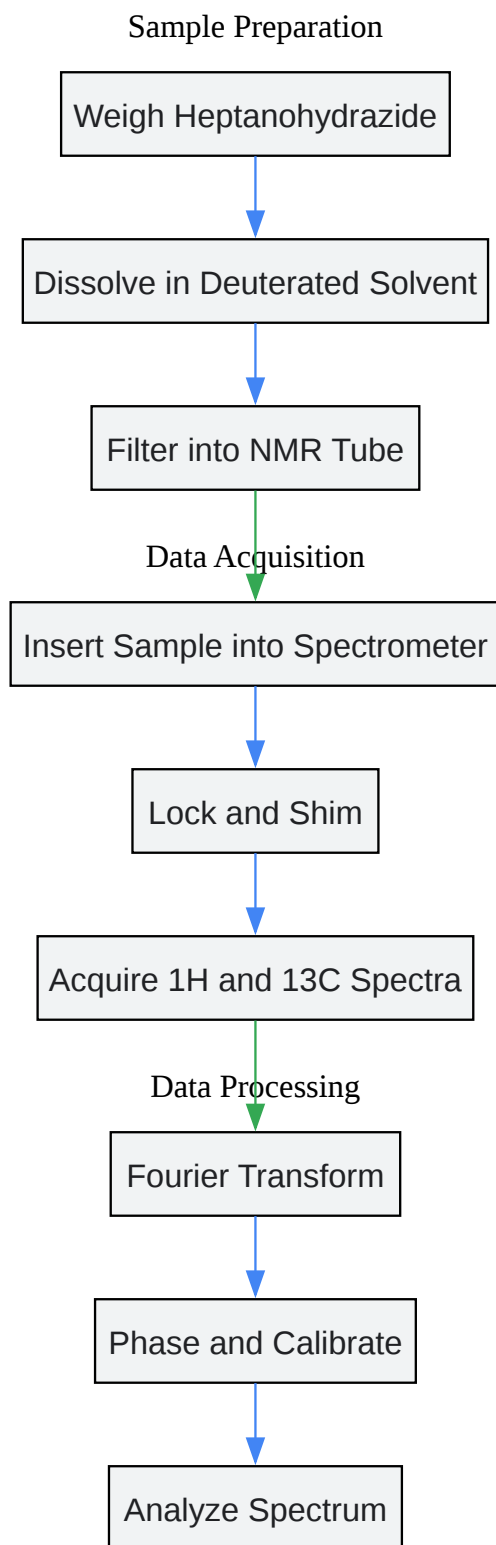 Sample Preparation
Weigh Heptanohydrazide
Dissolve in Deuterated Solvent
Filter into NMR Tube
Data Acquisition
Insert Sample into Spectrometer
Lock and Shim
Acquire 1H and 13C Spectra
Data Processing
Fourier Transform
Phase and Calibrate
Analyze Spectrum